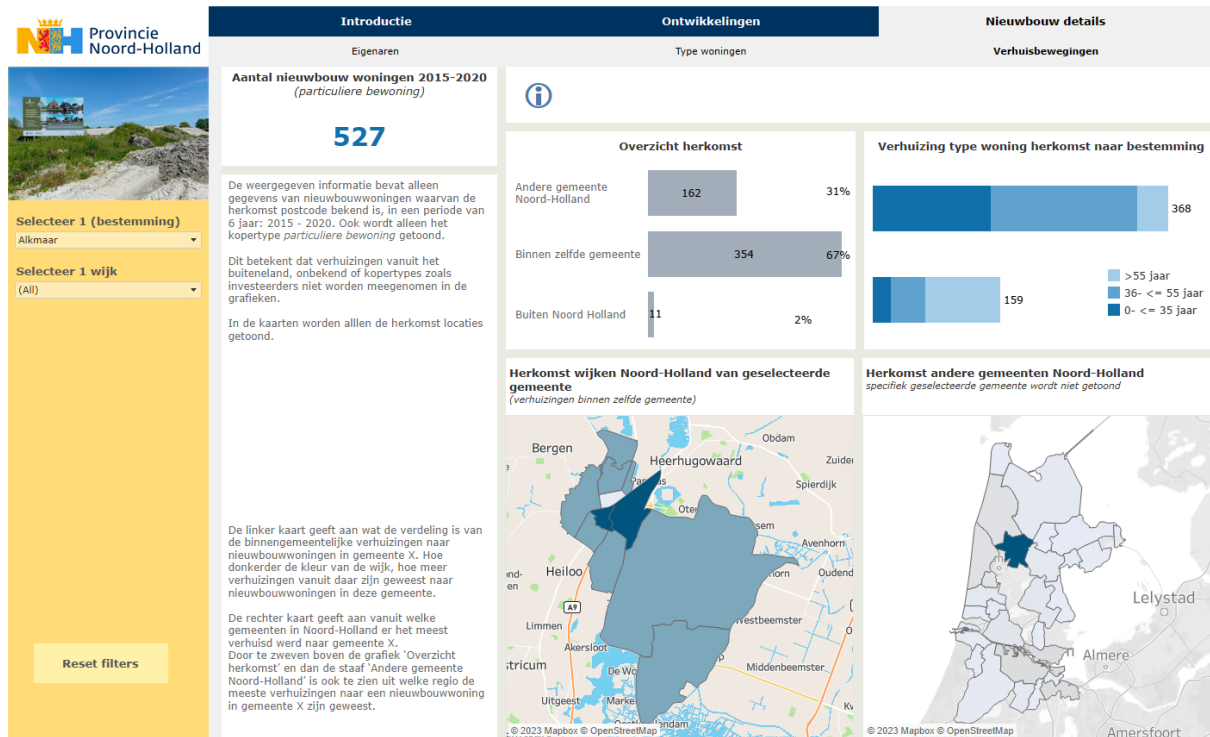 Provincie
Noord-Holland
Introductie
Ontwikkelingen
Nieuwbouw details
Eigenaren
Type woningen
Verhuisbewegingen
Selecteer 1 (bestemming)
Alkmaar
Selecteer 1 wijk
(All)
Reset filters
Aantal nieuwbouw woningen 2015-2020
(particuliere bewoning)
527
De weergegeven informatie bevat alleen
gegevens van nieuwbouwwoningen waarvan de
herkomst postcode bekend is, in een periode van
6 jaar: 2015 - 2020. Ook wordt alleen het
kopertype particuliere bewoning getoond.
Dit betekent dat verhuizingen vanuit het
buiteneland, onbekend of kopertypes zoals
investeerders niet worden meegenomen in de
grafieken.
In de kaarten worden alllen de herkomst locaties
getoond.
De linker kaart geeft aan wat de verdeling is van
de binnengemeentelijke verhuizingen naar
nieuwbouwwoningen in gemeente X. Hoe
donkerder de kleur van de wijk, hoe meer
verhuizingen vanuit daar zijn geweest naar
nieuwbouwwoningen in deze gemeente.
De rechter kaart geeft aan vanuit welke
gemeenten in Noord-Holland er het meest
verhuisd werd naar gemeente X.
Door te zweven boven de grafiek 'Overzicht
herkomst' en dan de staaf 'Andere gemeente
Noord-Holland' is ook te zien uit welke regio de
meeste verhuizingen naar een nieuwbouwwoning
in gemeente X zijn geweest.
Overzicht herkomst
Andere gemeente
Noord-Holland
162
31%
Binnen zelfde gemeente
354
67%
Buiten Noord Holland
11
2%
Verhuizing type woning herkomst naar bestemming
368
159
>55 jaar
36- <= 55 jaar
0- <= 35 jaar
Herkomst wijken Noord-Holland van geselecteerde
gemeente
(verhuizingen binnen zelfde gemeente)
Bergen
Obdam
Heerhugowaard
Zuider
Spierdijk
Oter
sem
Avenhorn
Heiloo
horn
Oudend
A9
Limmen
Westbeemster
Akersloot
tricum
De Wo
Middenbeemster
Uitgeest
Marke
endam
Kw
© 2023 Mapbox © OpenStreetMap
Herkomst andere gemeenten Noord-Holland
specifiek geselecteerde gemeente wordt niet getoond
Lelystad
Almere
Amersfoort
© 2023 Mapbox © OpenStreetMap